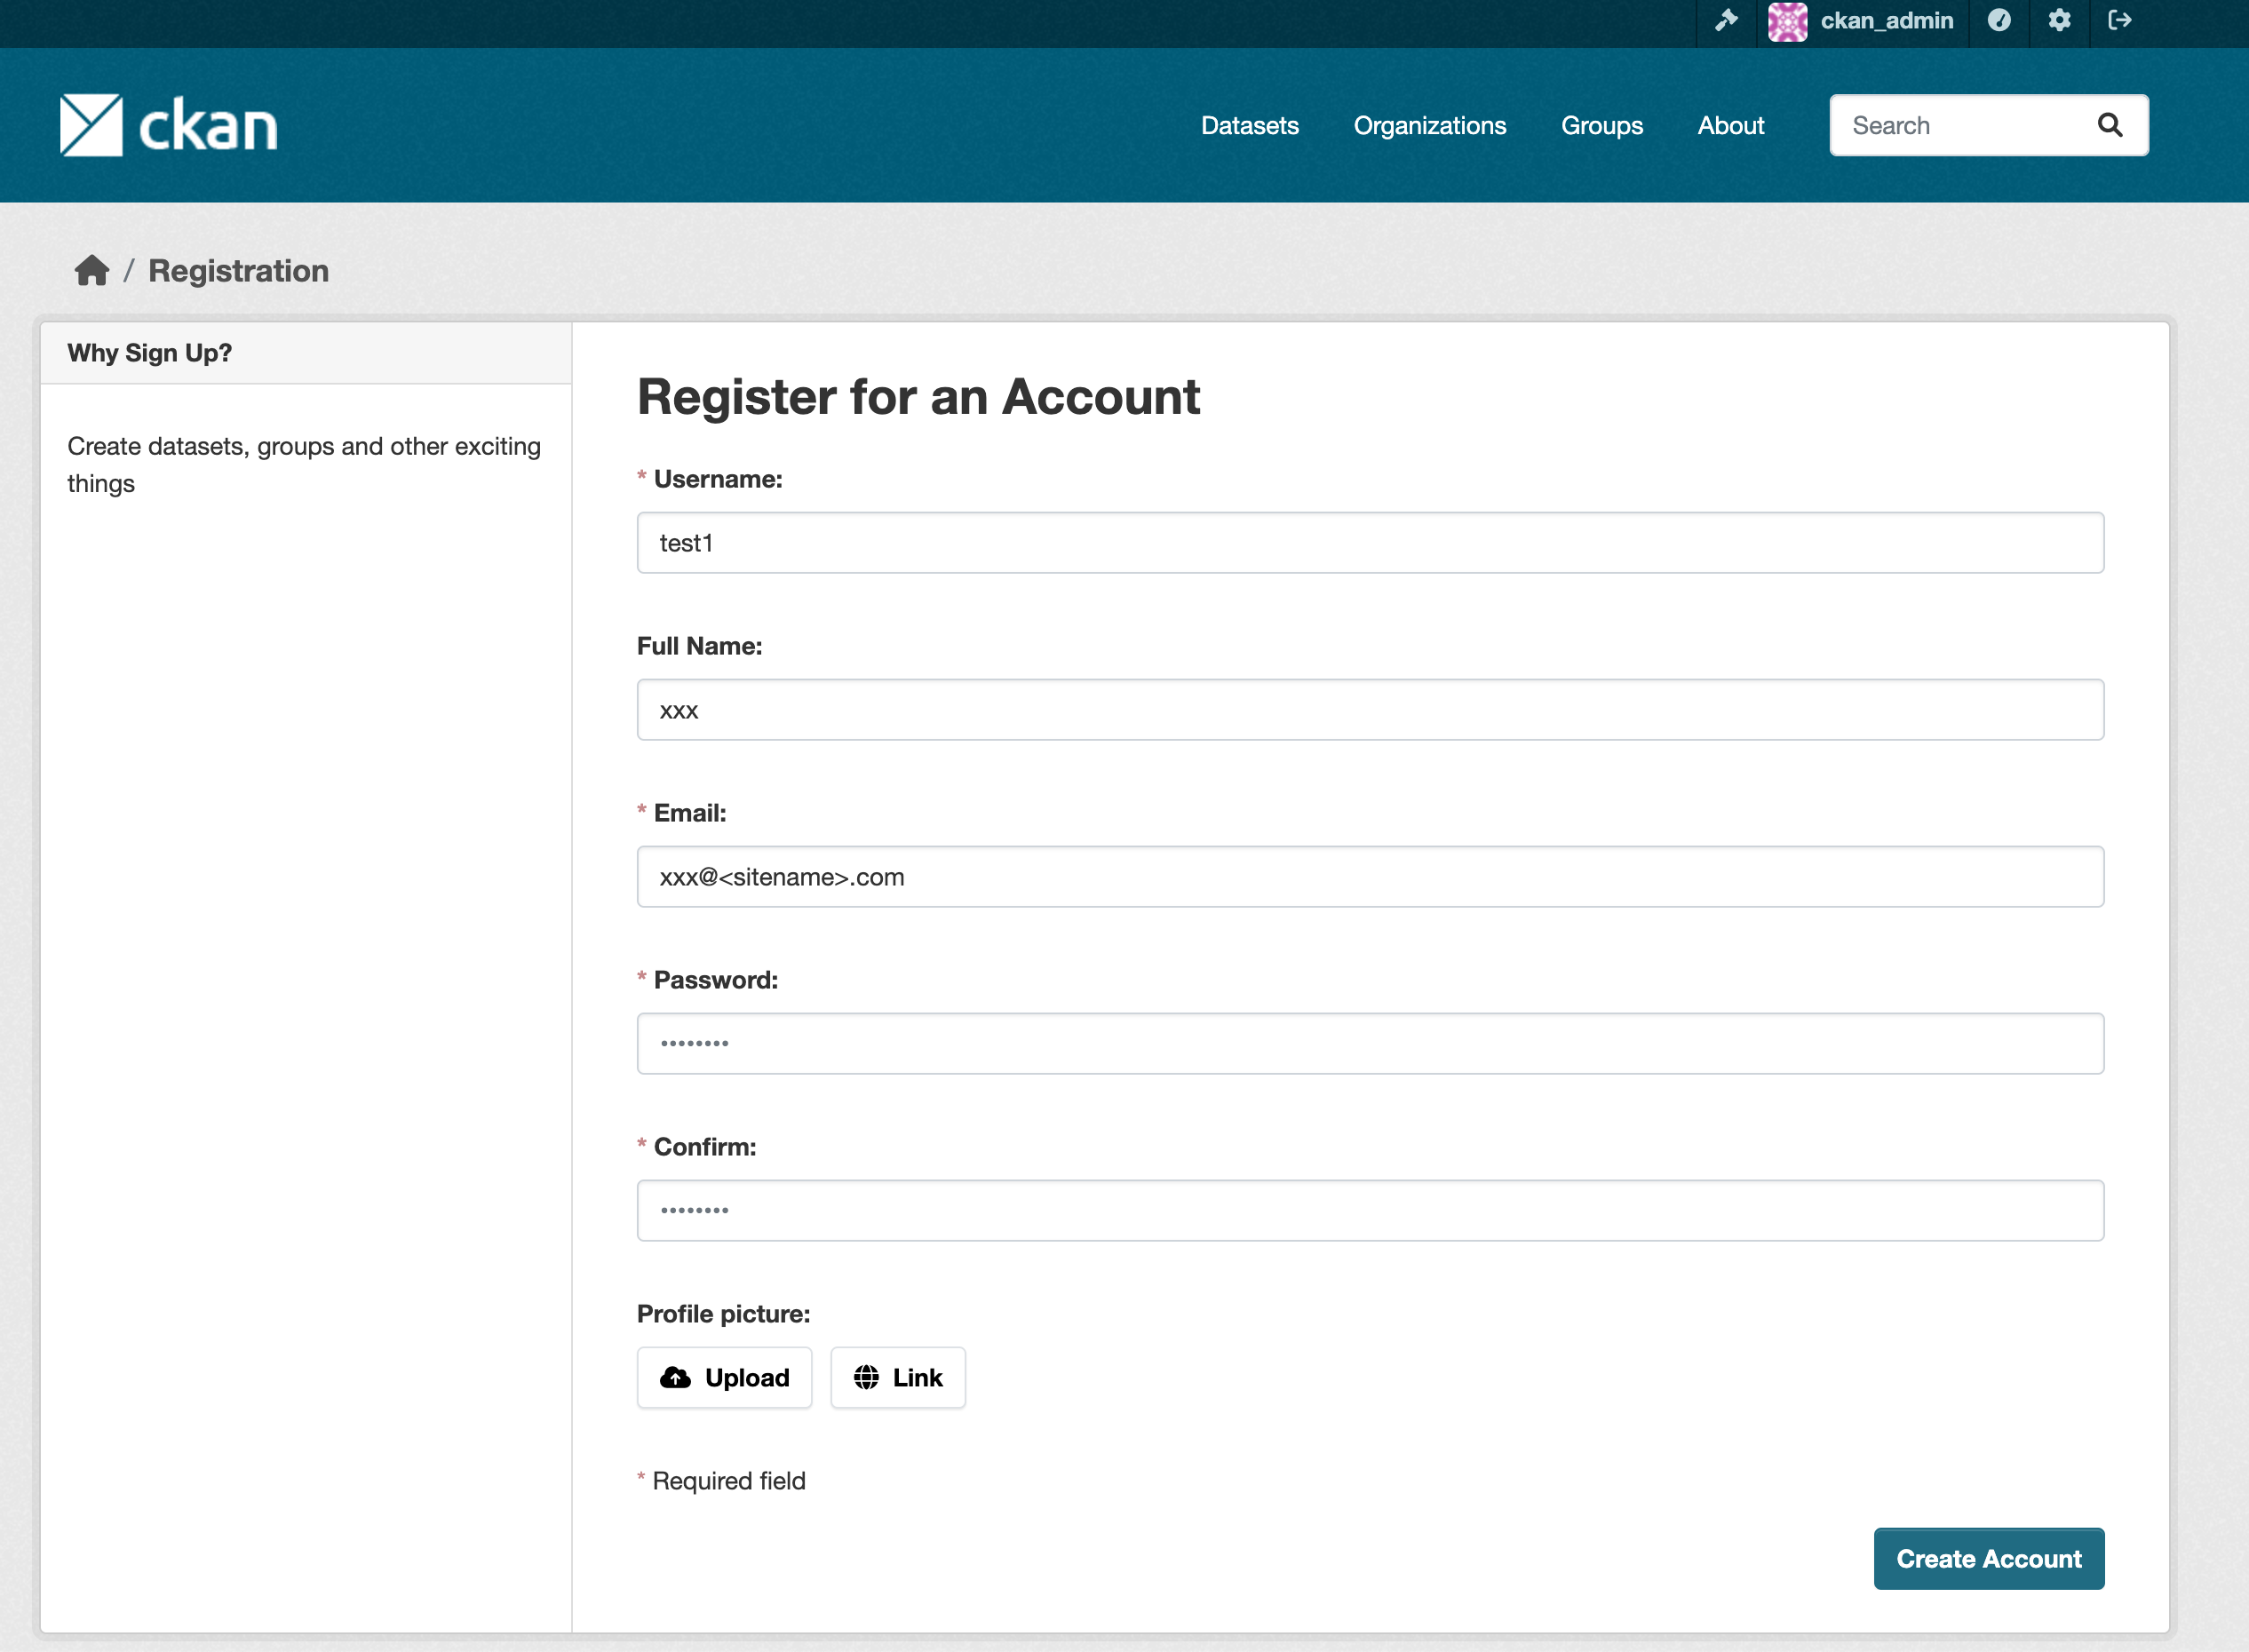 ckan_admin
ckan
Datasets Organizations Groups About Search
/ Registration
Why Sign Up?
Create datasets, groups and other exciting
things
Register for an Account
* Username:
test1
Full Name:
xxx
* Email:
xxx@<sitename>.com
* Password:
••••••••
* Confirm:
••••••••
Profile picture:
Upload Link
* Required field
Create Account